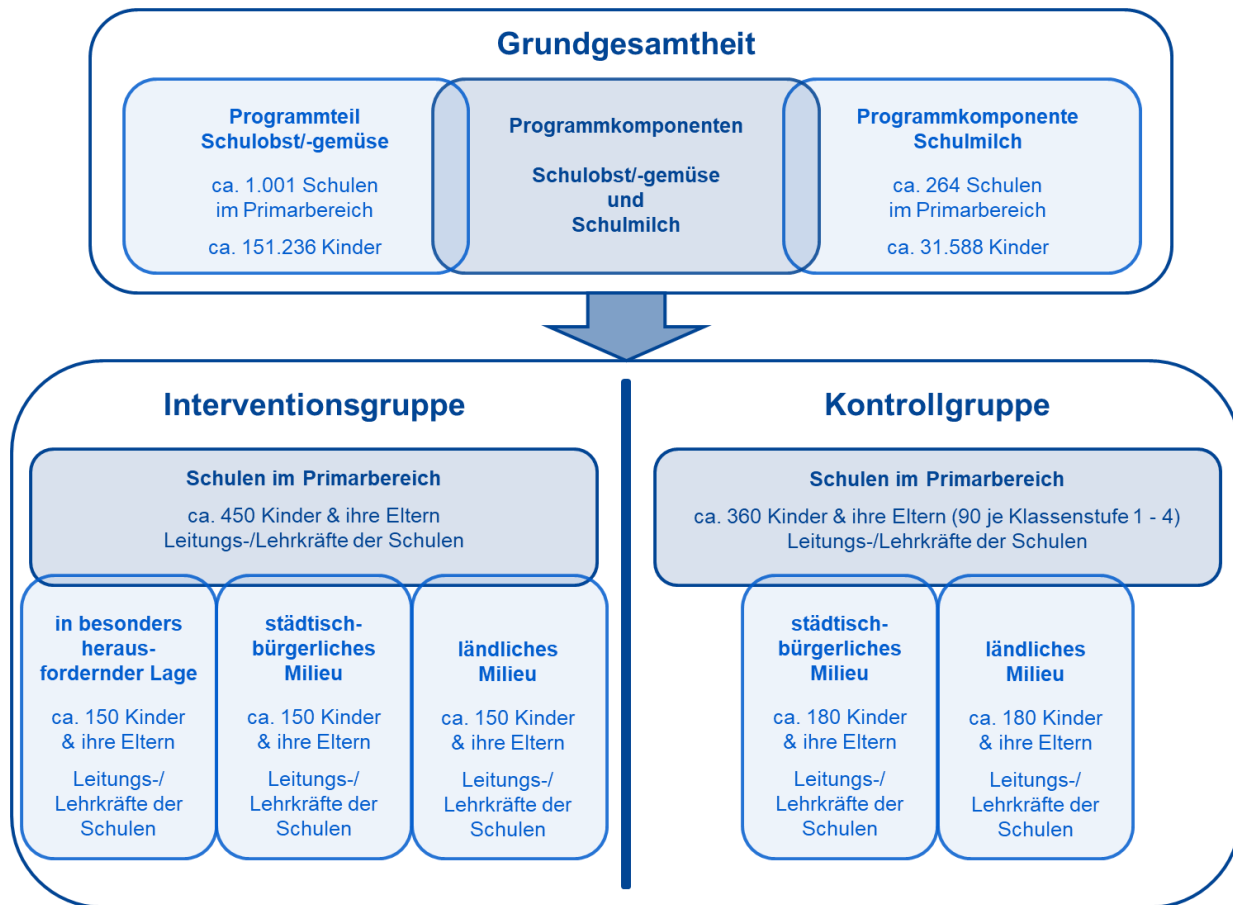 Grundgesamtheit
Programmteil
Schulobst/-gemüse
ca. 1.001 Schulen
im Primarbereich
ca. 151.236 Kinder
Programmkomponenten
Schulobst/-gemüse
und
Schulmilch
Programmkomponente
Schulmilch
ca. 264 Schulen
im Primarbereich
ca. 31.588 Kinder
Interventionsgruppe
Schulen im Primarbereich
ca. 450 Kinder & ihre Eltern
Leitungs-/Lehrkräfte der Schulen
in besonders
heraus-
fordernder Lage
ca. 150 Kinder
& ihre Eltern
Leitungs-/
Lehrkräfte der
Schulen
städtisch-
bürgerliches
Milieu
ca. 150 Kinder
& ihre Eltern
Leitungs-/
Lehrkräfte der
Schulen
ländliches
Milieu
ca. 150 Kinder
& ihre Eltern
Leitungs-/
Lehrkräfte der
Schulen
Kontrollgruppe
Schulen im Primarbereich
ca. 360 Kinder & ihre Eltern (90 je Klassenstufe 1 - 4)
Leitungs-/Lehrkräfte der Schulen
städtisch-
bürgerliches
Milieu
ca. 180 Kinder
& ihre Eltern
Leitungs-/
Lehrkräfte der
Schulen
ländliches
Milieu
ca. 180 Kinder
& ihre Eltern
Leitungs-/
Lehrkräfte der
Schulen